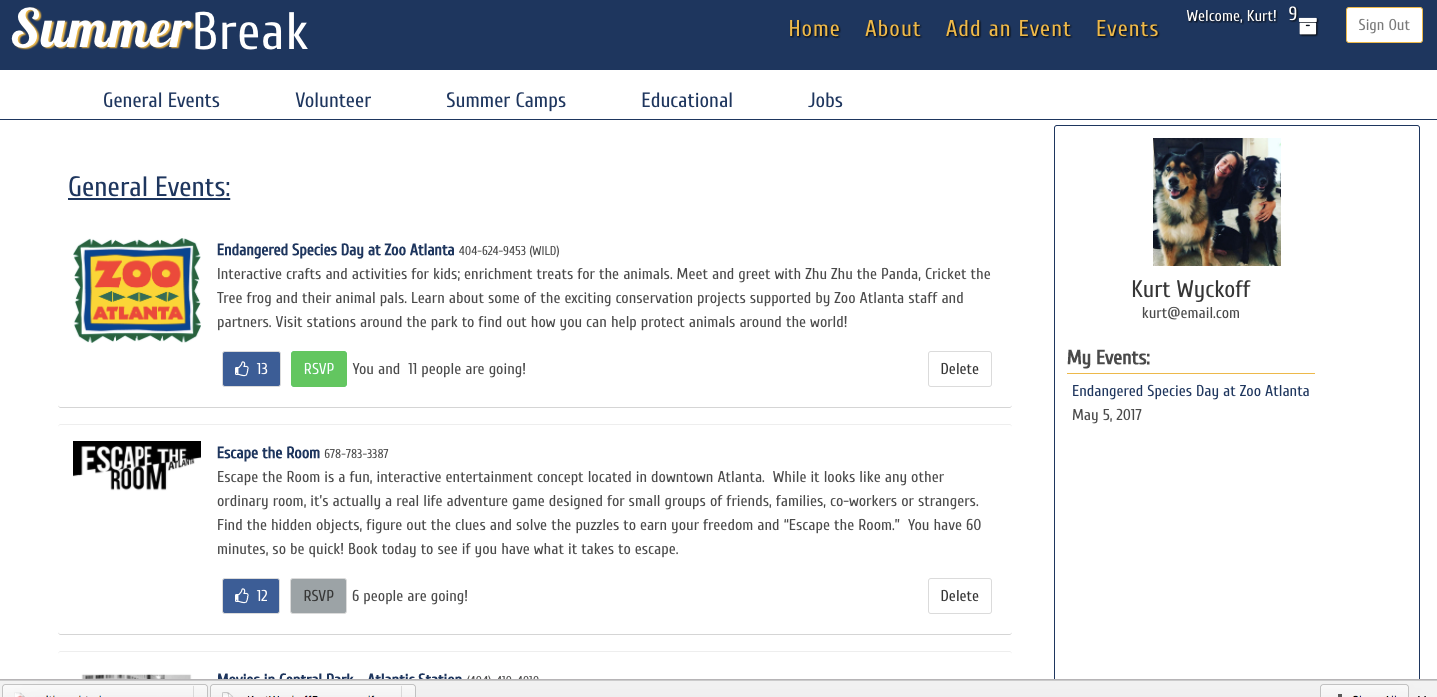 SummerBreak
Home About Add an Event Events
Welcome, Kurt! 9
Sign Out
General Events Volunteer Summer Camps Educational Jobs
General Events:
ZOO
ATLANTA
Endangered Species Day at Zoo Atlanta 404-624-9453 (WILD)
Interactive crafts and activities for kids; enrichment treats for the animals. Meet and greet with Zhu Zhu the Panda, Cricket the
Tree frog and their animal pals. Learn about some of the exciting conservation projects supported by Zoo Atlanta staff and
partners. Visit stations around the park to find out how you can help protect animals around the world!
13 RSVP You and 11 people are going! Delete
ESCAPE THE
ROOM ATLANTA
Escape the Room 678-783-3387
Escape the Room is a fun, interactive entertainment concept located in downtown Atlanta. While it looks like any other
ordinary room, it's actually a real life adventure game designed for small groups of friends, families, co-workers or strangers.
Find the hidden objects, figure out the clues and solve the puzzles to earn your freedom and “Escape the Room.” You have 60
minutes, so be quick! Book today to see if you have what it takes to escape.
12 RSVP 6 people are going! Delete
Movies in Central Park - Atlantic Station
Kurt Wyckoff
kurt@email.com
My Events:
Endangered Species Day at Zoo Atlanta
May 5, 2017